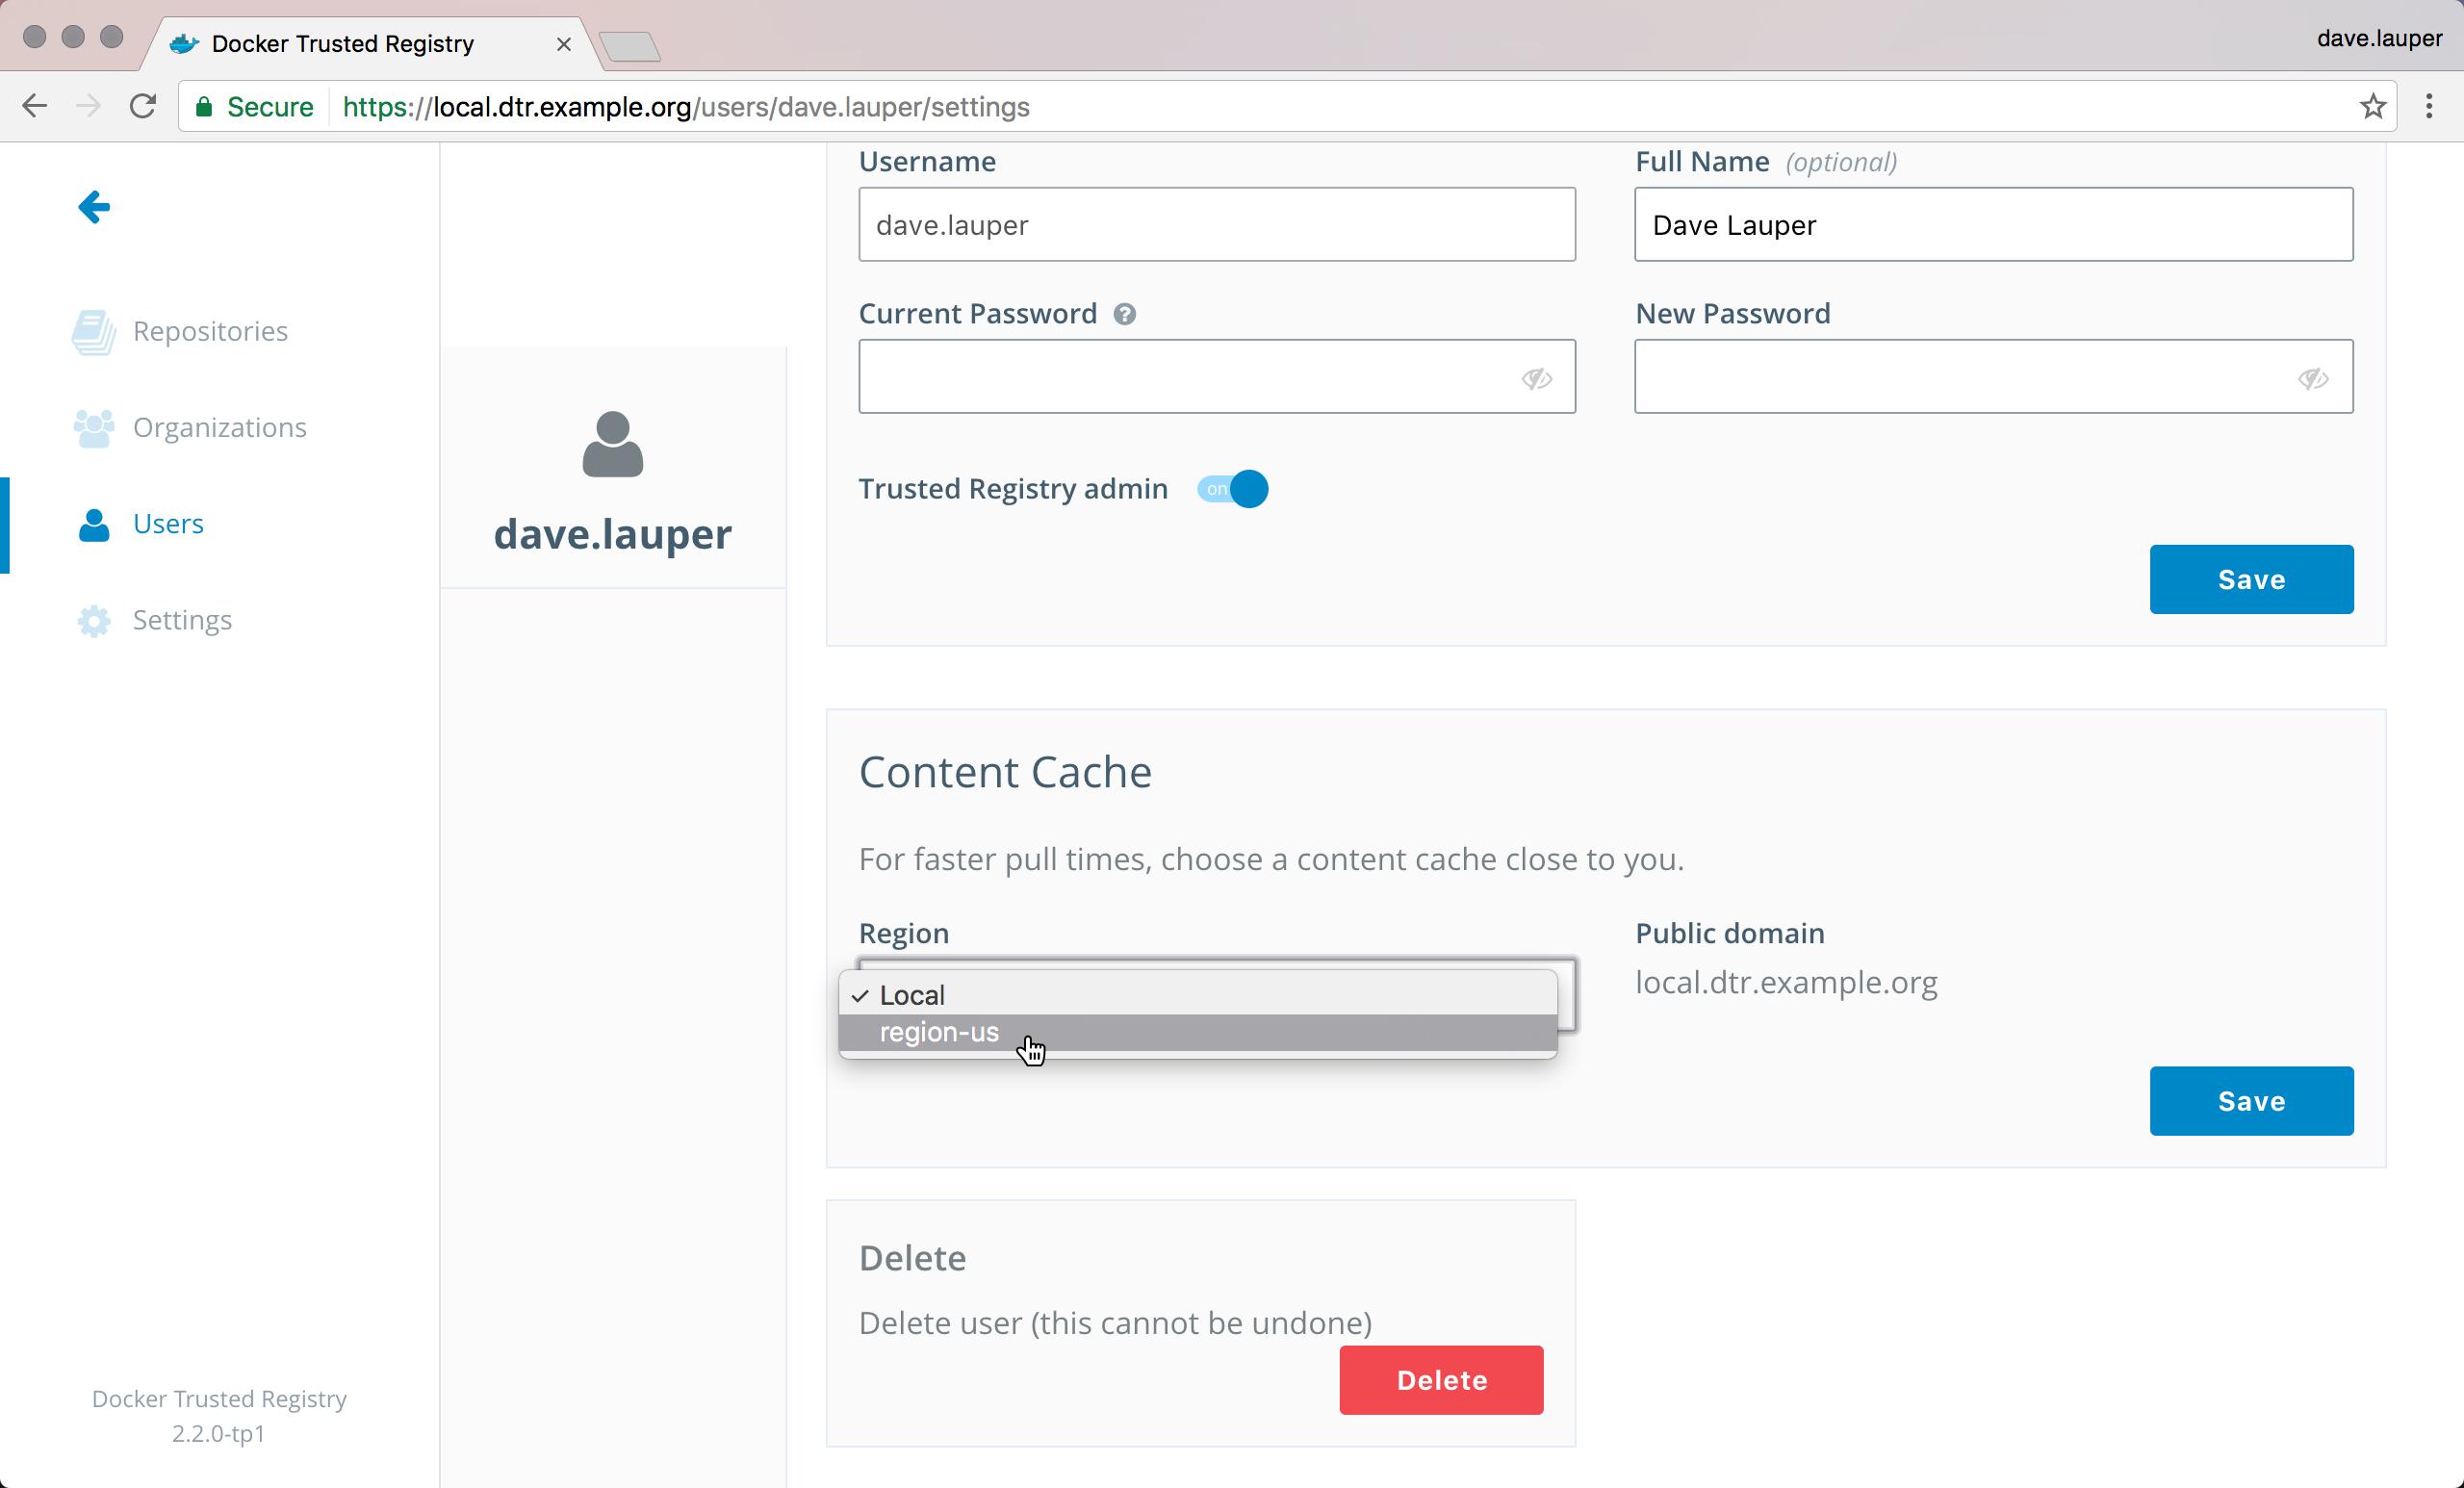 Docker Trusted Registry
dave.lauper
Secure
https://local.dtr.example.org/users/dave.lauper/settings
Repositories
Organizations
Users
Settings
Docker Trusted Registry
2.2.0-tp1
dave.lauper
Username
Full Name (optional)
dave.lauper
Dave Lauper
Current Password ?
New Password
Trusted Registry admin on
Save
Content Cache
For faster pull times, choose a content cache close to you.
Region
Public domain
Local
local.dtr.example.org
region-us
Save
Delete
Delete user (this cannot be undone)
Delete